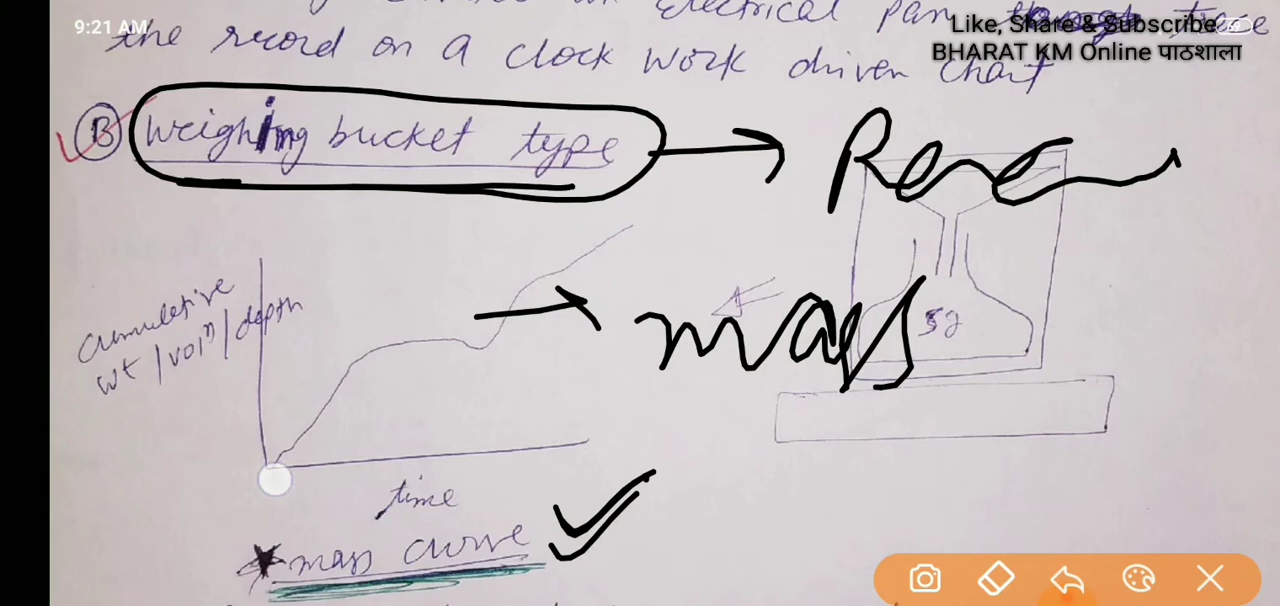 9:21 AM
Like, Share & Subscribe
BHARAT KM Online पाठशाला
Electrical pan
the record on a clock work driven chart
B weighing bucket type
cumulative
wt / volⁿ / depth
mass
time
mass curve